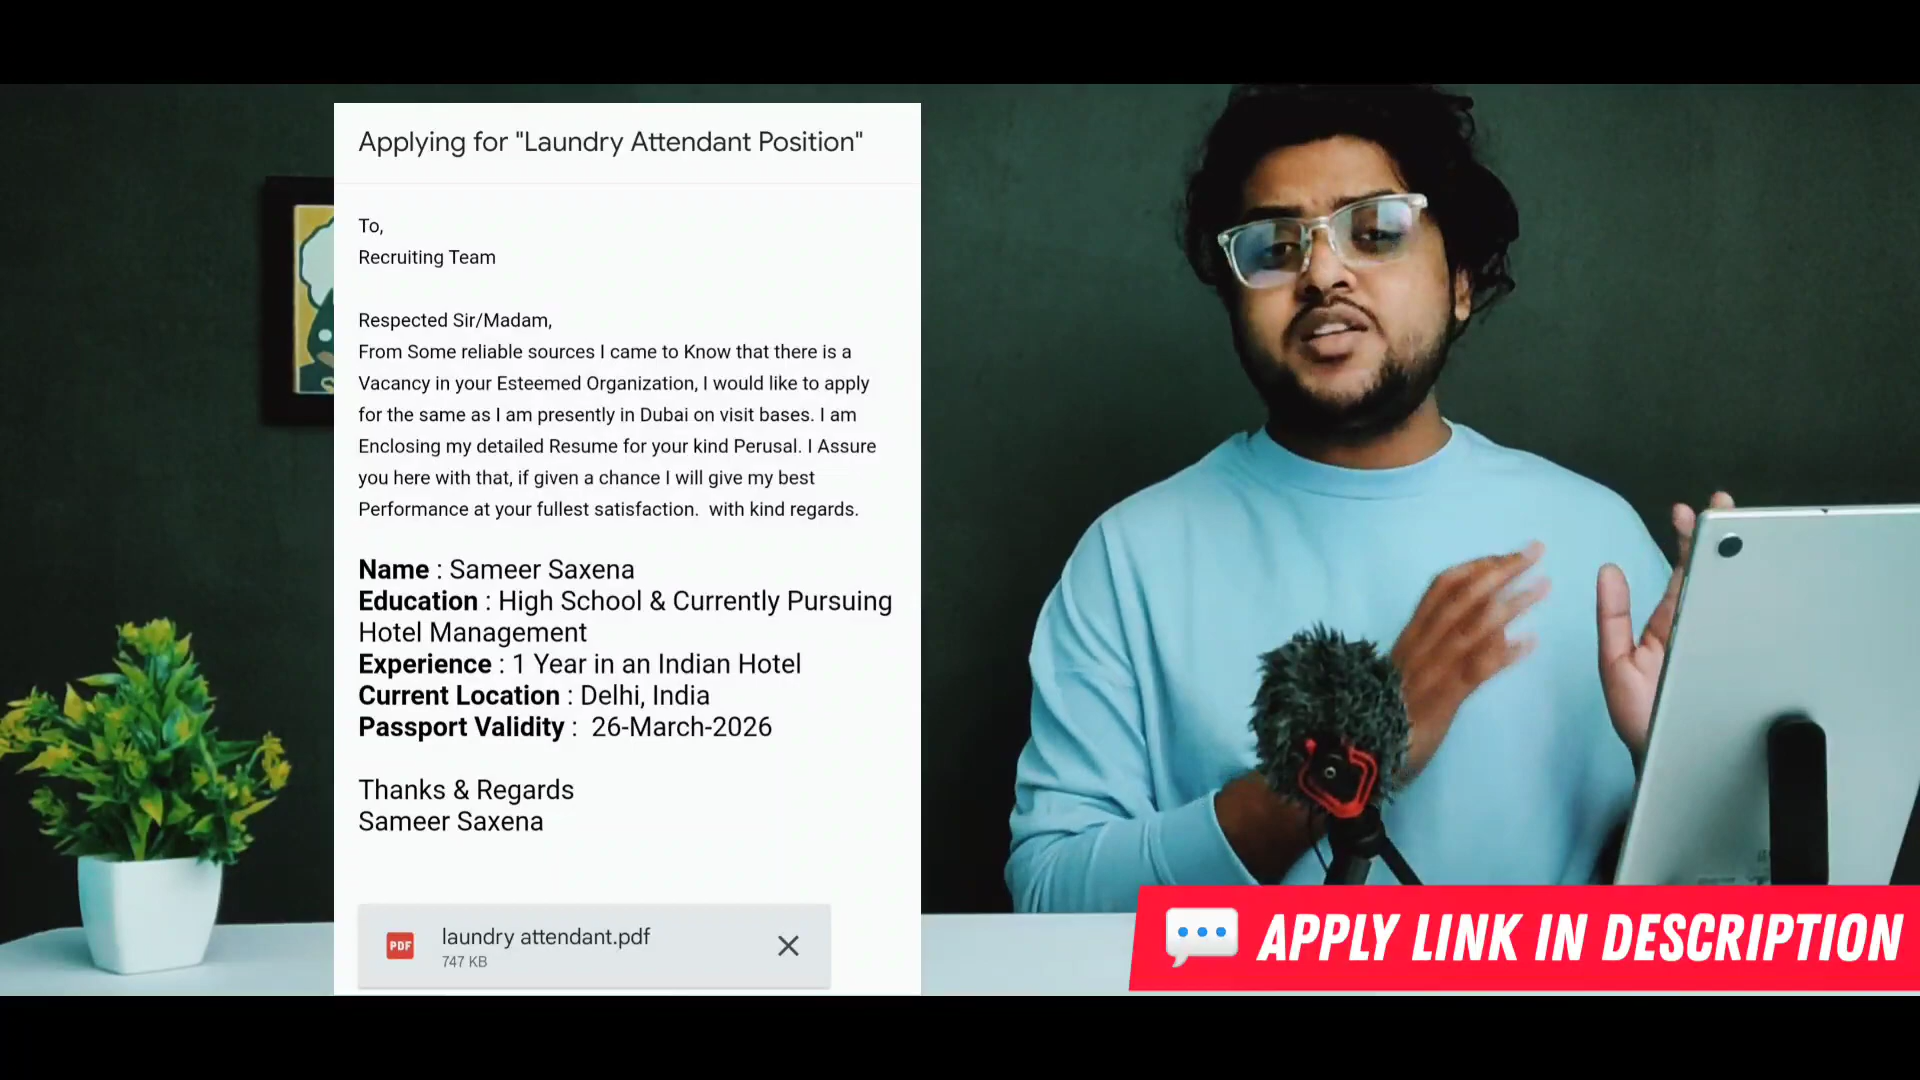 Applying for "Laundry Attendant Position"
To,
Recruiting Team
Respected Sir/Madam,
From Some reliable sources I came to Know that there is a
Vacancy in your Esteemed Organization, I would like to apply
for the same as I am presently in Dubai on visit bases. I am
Enclosing my detailed Resume for your kind Perusal. I Assure
you here with that, if given a chance I will give my best
Performance at your fullest satisfaction.  with kind regards.
Name : Sameer Saxena
Education : High School & Currently Pursuing
Hotel Management
Experience : 1 Year in an Indian Hotel
Current Location : Delhi, India
Passport Validity :  26-March-2026
Thanks & Regards
Sameer Saxena
PDF
laundry attendant.pdf
747 KB
APPLY LINK IN DESCRIPTION